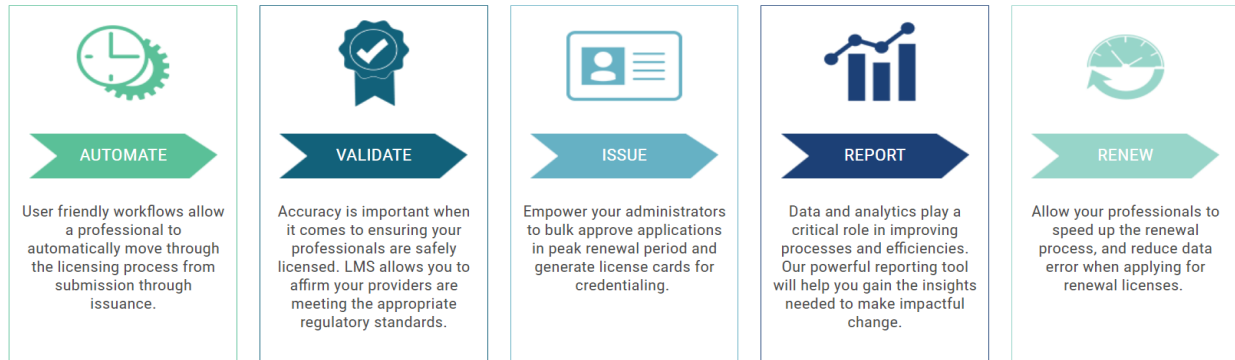 AUTOMATE
User friendly workflows allow
a professional to
automatically move through
the licensing process from
submission through
issuance.
VALIDATE
Accuracy is important when
it comes to ensuring your
professionals are safely
licensed. LMS allows you to
affirm your providers are
meeting the appropriate
regulatory standards.
ISSUE
Empower your administrators
to bulk approve applications
in peak renewal period and
generate license cards for
credentialing.
REPORT
Data and analytics play a
critical role in improving
processes and efficiencies.
Our powerful reporting tool
will help you gain the insights
needed to make impactful
change.
RENEW
Allow your professionals to
speed up the renewal
process, and reduce data
error when applying for
renewal licenses.